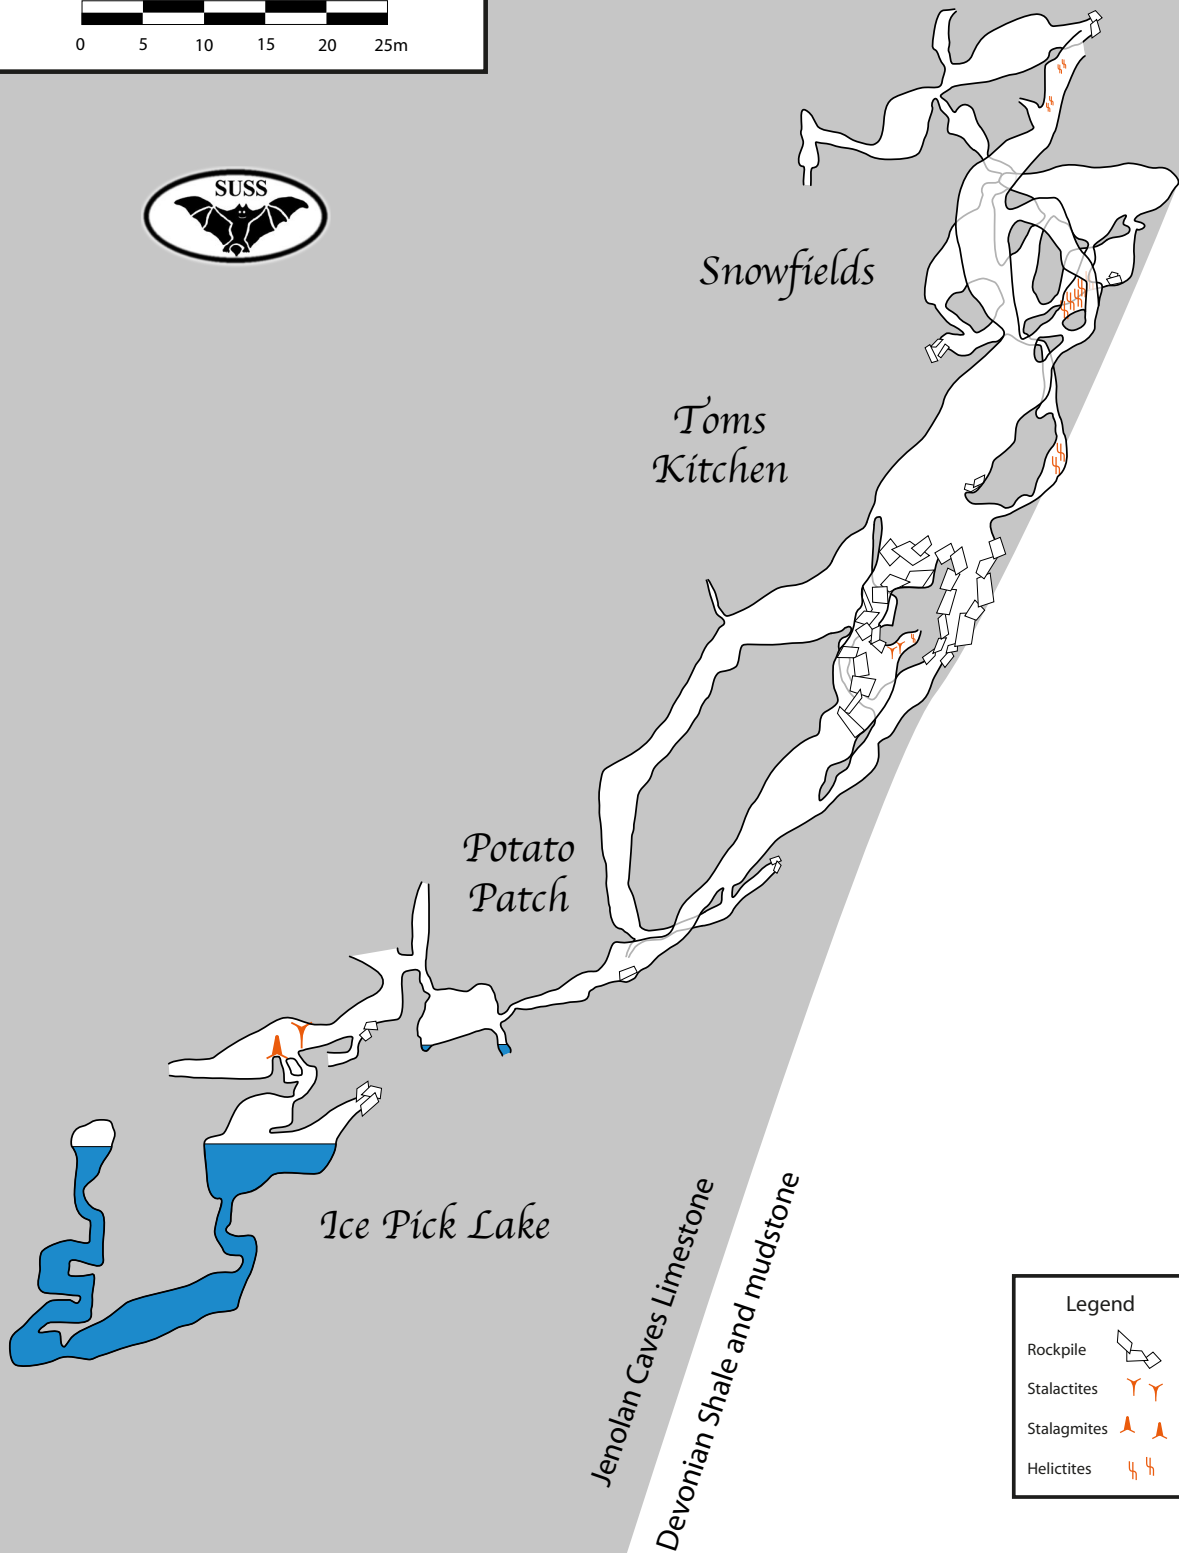 0 5 10 15 20 25m
SUSS
Snowfields
Toms
Kitchen
Potato
Patch
Ice Pick Lake
Jenolan Caves Limestone
Devonian Shale and mudstone
Legend
Rockpile
Stalactites
Stalagmites
Helictites